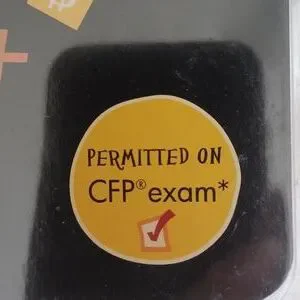 PERMITTED ON
CFP® exam*